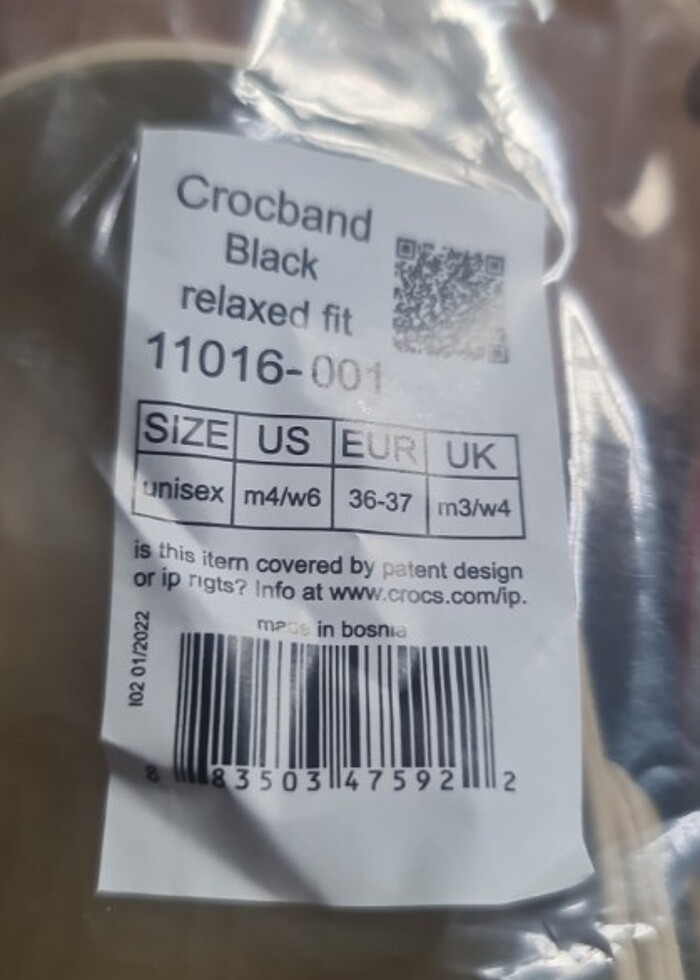 Crocband
Black
relaxed fit
11016-001
SIZE US EUR UK
unisex m4/w6 36-37 m3/w4
is this item covered by patent design
or ip rigts? Info at www.crocs.com/ip.
made in bosnia
I02 01/2022
8 83503 47592 2